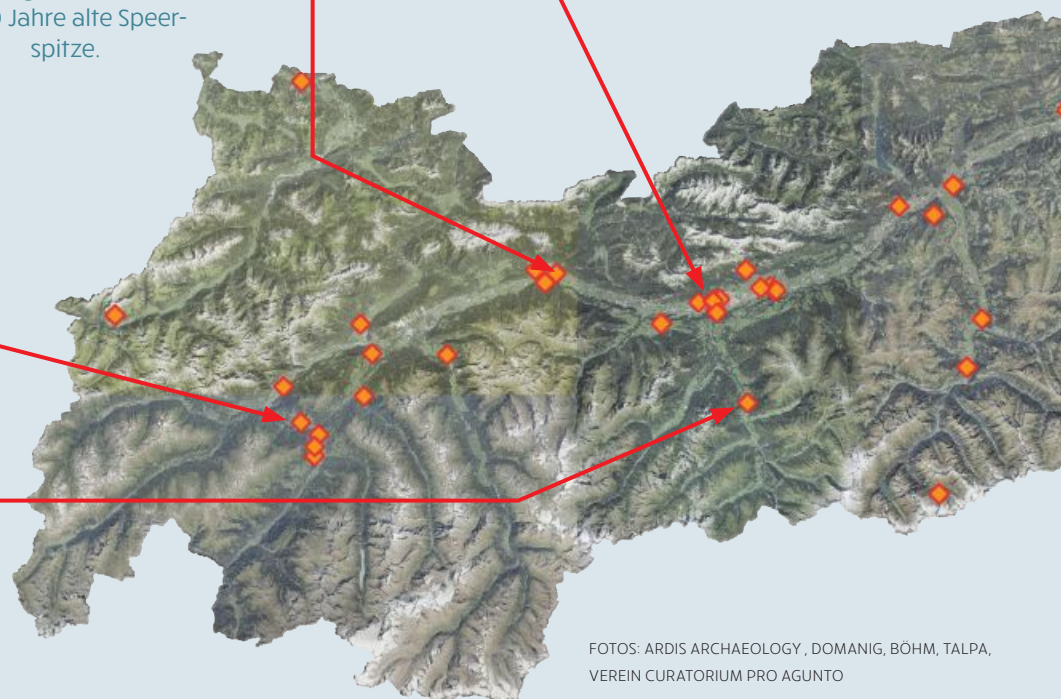 Jahre alte Speer-
spitze.
FOTOS: ARDIS ARCHAEOLOGY, DOMANIG, BÖHM, TALPA,
VEREIN CURATORIUM PRO AGUNTO